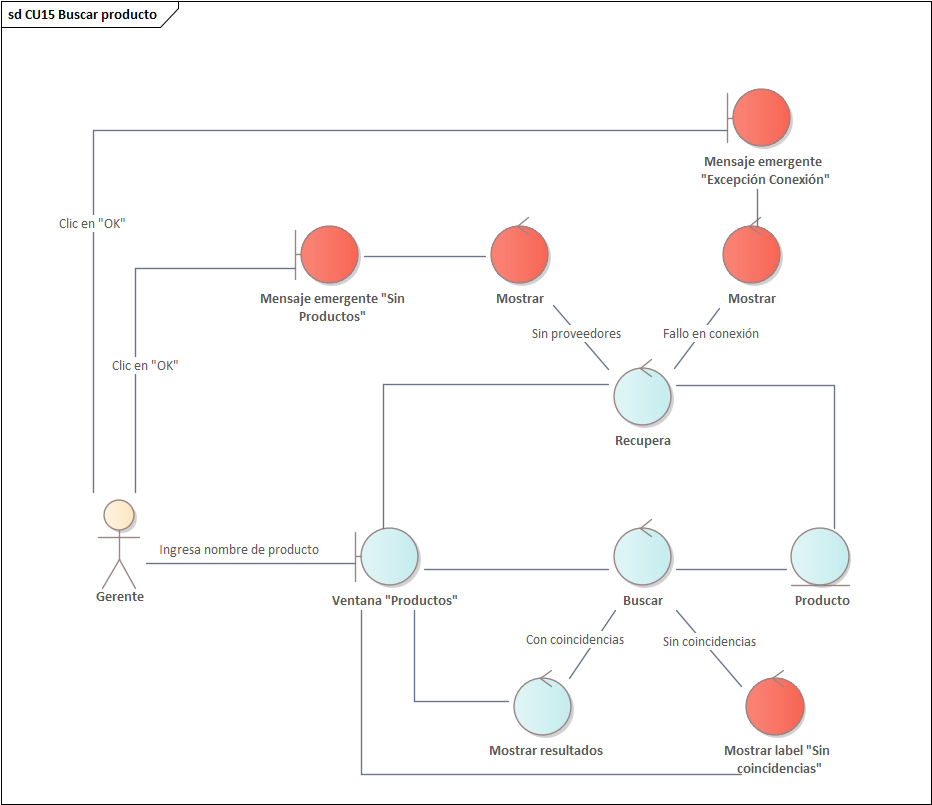 sd CU15 Buscar producto
Mensaje emergente
"Excepción Conexión"
Clic en "OK"
Mensaje emergente "Sin
Productos"
Mostrar
Mostrar
Sin proveedores
Fallo en conexión
Clic en "OK"
Recupera
Ingresa nombre de producto
Gerente
Ventana "Productos"
Buscar
Producto
Con coincidencias
Sin coincidencias
Mostrar resultados
Mostrar label "Sin
coincidencias"